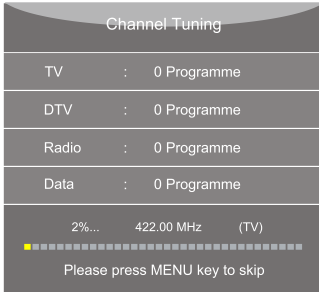 Channel Tuning
TV : 0 Programme
DTV : 0 Programme
Radio : 0 Programme
Data : 0 Programme
2%... 422.00 MHz (TV)
Please press MENU key to skip